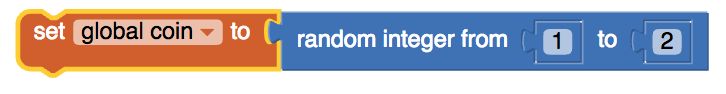 set global coin to random integer from 1 to 2